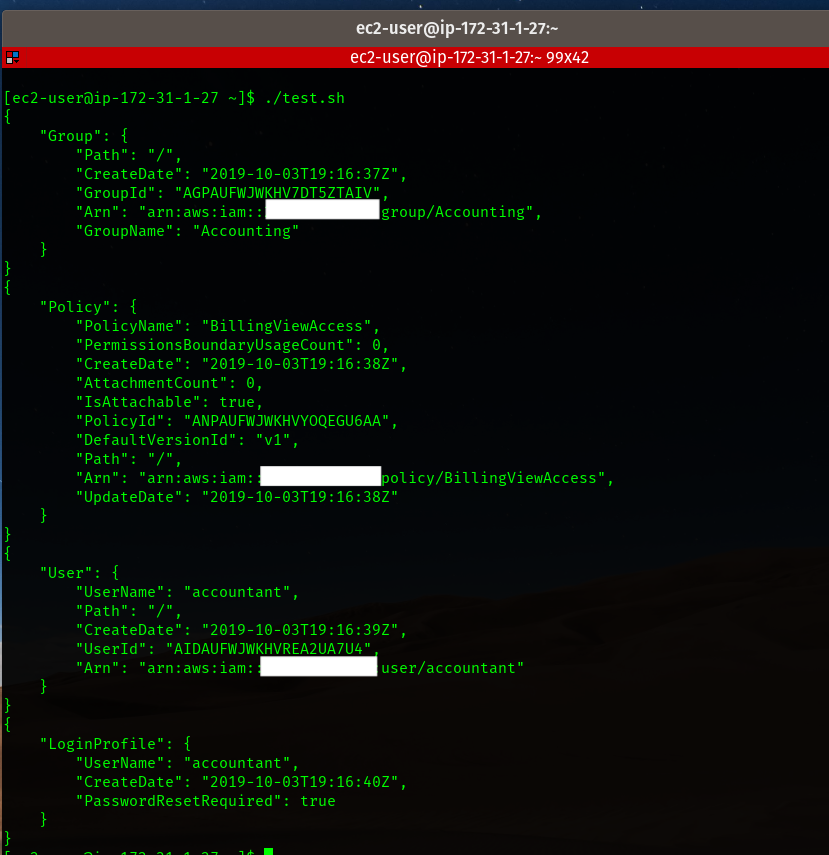 ec2-user@ip-172-31-1-27:~
ec2-user@ip-172-31-1-27:~ 99x42
[ec2-user@ip-172-31-1-27 ~]$ ./test.sh
{
    "Group": {
        "Path": "/",
        "CreateDate": "2019-10-03T19:16:37Z",
        "GroupId": "AGPAUFWJWKHV7DT5ZTAIV",
        "Arn": "arn:aws:iam:: group/Accounting",
        "GroupName": "Accounting"
    }
}
{
    "Policy": {
        "PolicyName": "BillingViewAccess",
        "PermissionsBoundaryUsageCount": 0,
        "CreateDate": "2019-10-03T19:16:38Z",
        "AttachmentCount": 0,
        "IsAttachable": true,
        "PolicyId": "ANPAUFWJWKHVYOQEGU6AA",
        "DefaultVersionId": "v1",
        "Path": "/",
        "Arn": "arn:aws:iam:: policy/BillingViewAccess",
        "UpdateDate": "2019-10-03T19:16:38Z"
    }
}
{
    "User": {
        "UserName": "accountant",
        "Path": "/",
        "CreateDate": "2019-10-03T19:16:39Z",
        "UserId": "AIDAUFWJWKHVREA2UA7U4",
        "Arn": "arn:aws:iam:: user/accountant"
    }
}
{
    "LoginProfile": {
        "UserName": "accountant",
        "CreateDate": "2019-10-03T19:16:40Z",
        "PasswordResetRequired": true
    }
}
[ec2-user@ip-172-31-1-27 ~]$